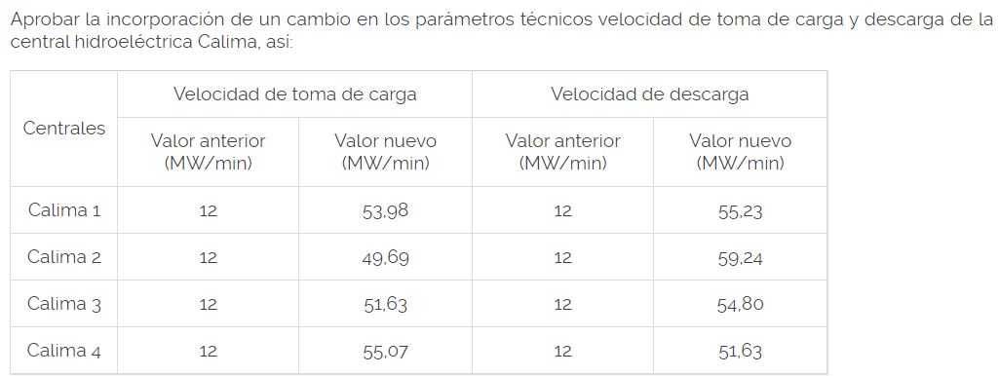 Aprobar la incorporación de un cambio en los parámetros técnicos velocidad de toma de carga y descarga de la
central hidroeléctrica Calima, así:
Centrales
Velocidad de toma de carga
Velocidad de descarga
Valor anterior (MW/min)
Valor nuevo (MW/min)
Valor anterior (MW/min)
Valor nuevo (MW/min)
Calima 1 12 53,98 12 55,23
Calima 2 12 49,69 12 59,24
Calima 3 12 51,63 12 54,80
Calima 4 12 55,07 12 51,63